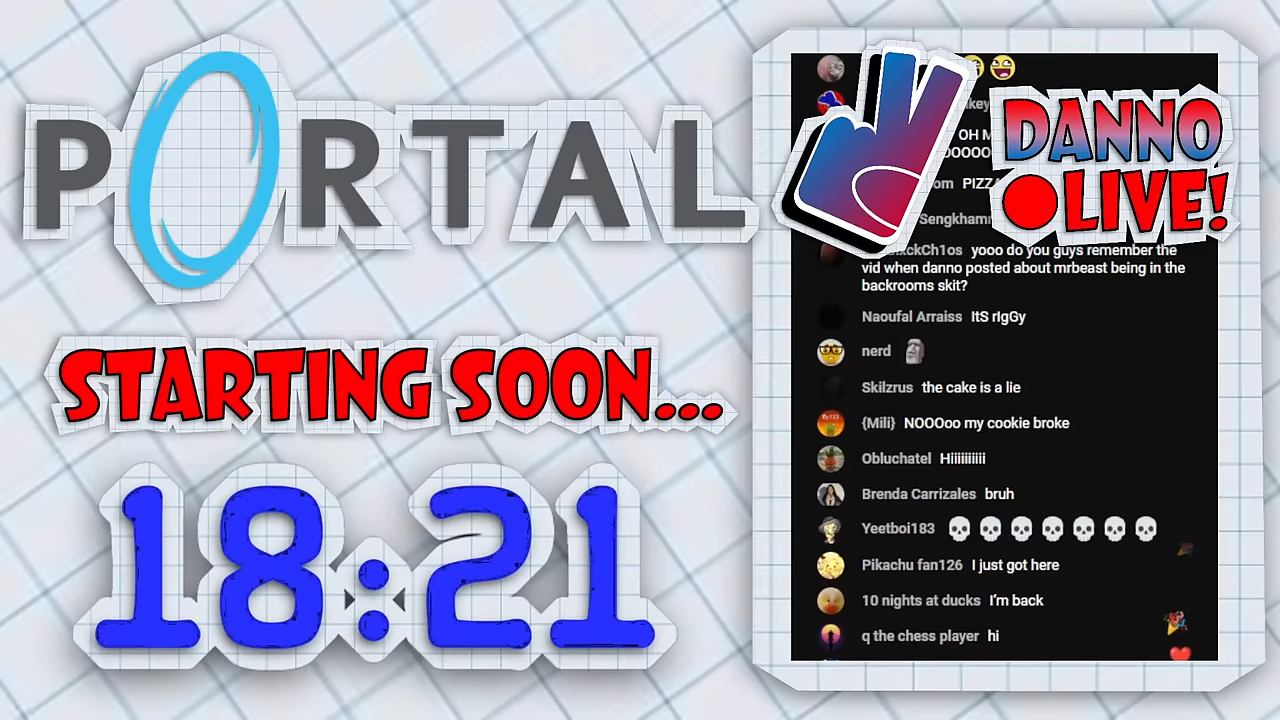 PORTAL
STARTING SOON...
18:21
DANNO
LIVE!
OH
PIZZA
yooo do you guys remember the
vid when danno posted about mrbeast being in the
backrooms skit?
Naoufal Arraiss ItS rIgGy
nerd
Skilzrus the cake is a lie
{Mili} NOOOoo my cookie broke
Obluchatel Hiiiiiiiiii
Brenda Carrizales bruh
Yeetboi183
Pikachu fan126 I just got here
10 nights at ducks I'm back
q the chess player hi